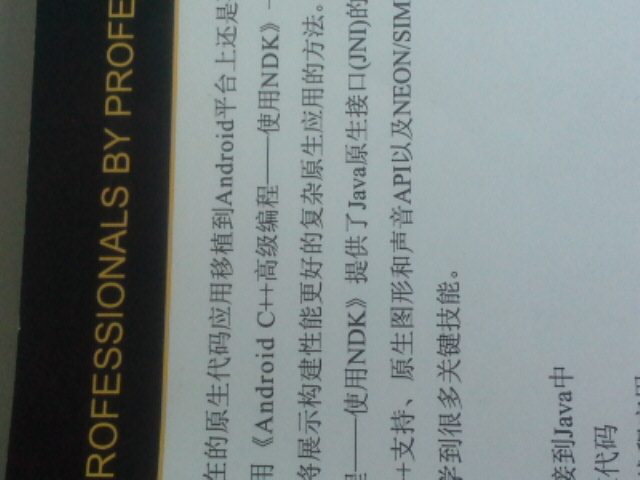 ROFESSIONALS BY PROFE
在的原生代码应用移植到Android平台上还是
用《Android C++高级编程——使用NDK》
将展示构建性能更好的复杂原生应用的方法。
程——使用NDK》提供了Java原生接口(JNI)的
++支持、原生图形和声音API以及NEON/SIM
学到很多关键技能。
接到Java中
代码